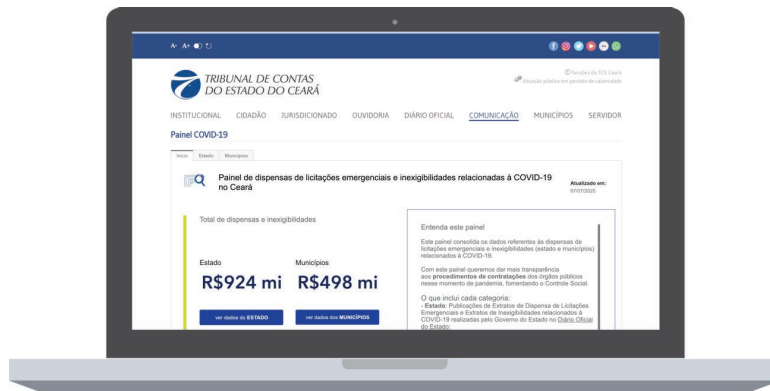 A- A+
Sessões do TCE Ceará
Atuação pública em período de calamidade
TRIBUNAL DE CONTAS
DO ESTADO DO CEARÁ
INSTITUCIONAL CIDADÃO JURISDICIONADO OUVIDORIA DIÁRIO OFICIAL COMUNICAÇÃO MUNICÍPIOS SERVIDOR
Painel COVID-19
Início Estado Municípios
Painel de dispensas de licitações emergenciais e inexigibilidades relacionadas à COVID-19
no Ceará
Atualizado em:
07/07/2020
Total de dispensas e inexigibilidades
Estado Municípios
R$924 mi R$498 mi
ver dados do ESTADO ver dados dos MUNICÍPIOS
Entenda este painel
Este painel consolida os dados referentes às dispensas de
licitações emergenciais e inexigibilidades (estado e municípios)
relacionados à COVID-19.
Com este painel queremos dar mais transparência
aos procedimentos de contratações dos órgãos públicos
nesse momento de pandemia, fomentando o Controle Social.
O que inclui cada categoria:
- Estado: Publicações de Extratos de Dispensa de Licitações
Emergenciais e Extratos de Inexigibilidades relacionados à
COVID-19 realizadas pelo Governo do Estado no Diário Oficial
do Estado;